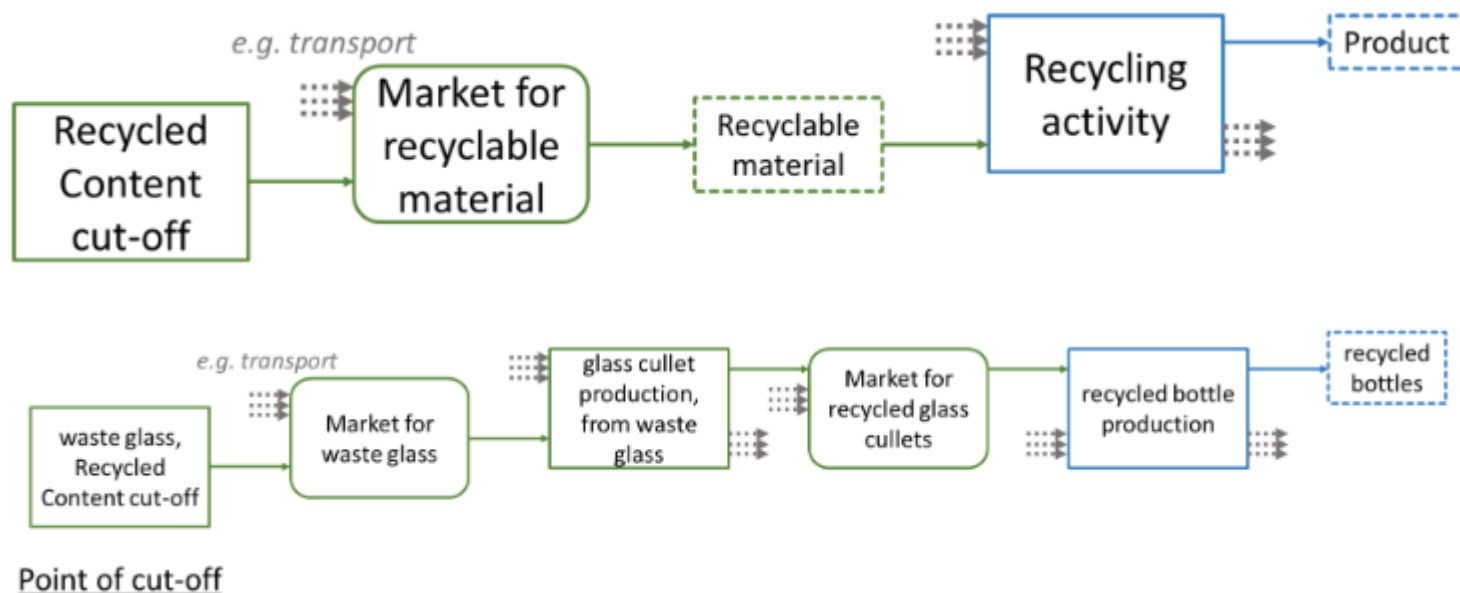 e.g. transport
Recycled
Content
cut-off
Market for
recyclable
material
Recyclable
material
Recycling
activity
Product
e.g. transport
waste glass,
Recycled
Content cut-off
Market for
waste glass
glass cullet
production,
from waste
glass
Market for
recycled glass
cullets
recycled bottle
production
recycled
bottles
Point of cut-off